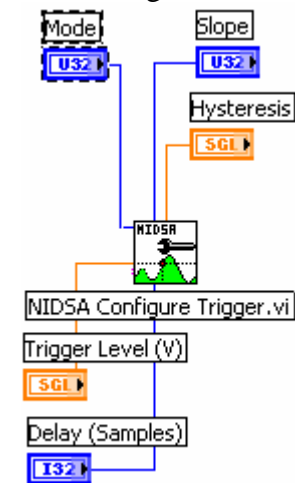 Mode
Slope
U32
U32
Hysteresis
SGL
NIDSA
NIDSA Configure Trigger.vi
Trigger Level (V)
SGL
Delay (Samples)
I32